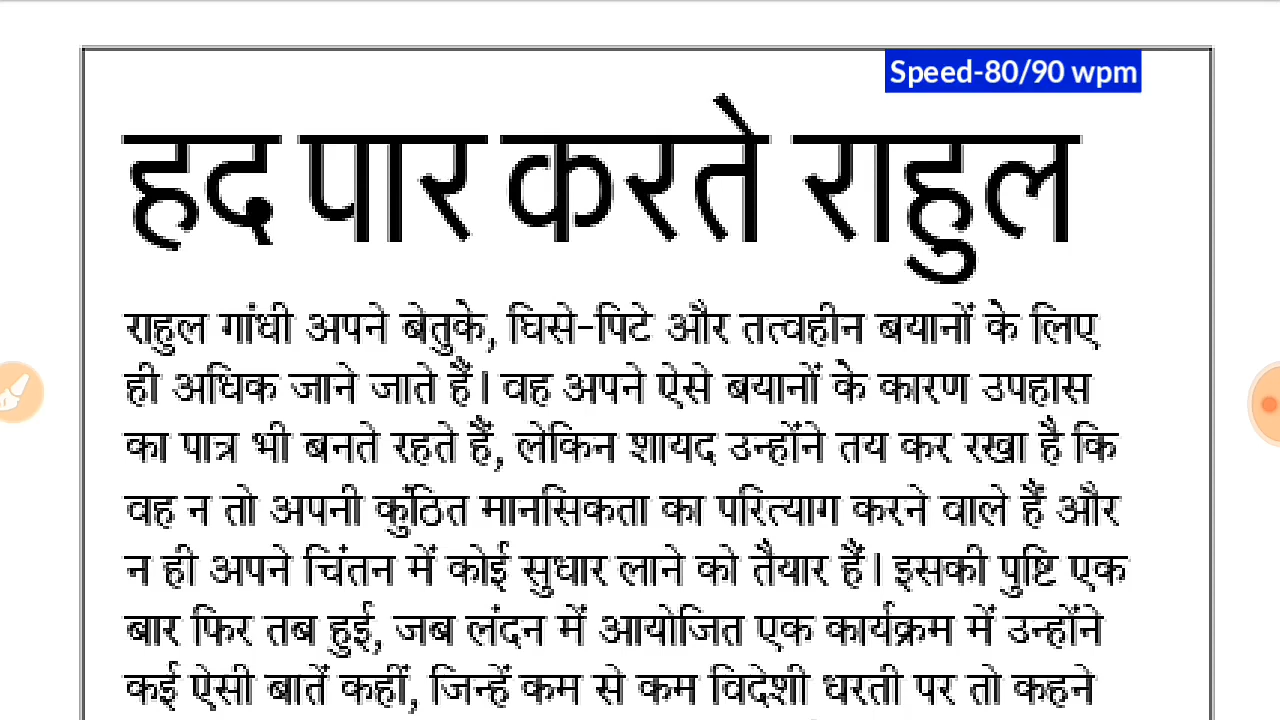 Speed-80/90 wpm
हद पार करते राहुल
राहुल गांधी अपने बेतुके, घिसे-पिटे और तत्वहीन बयानों के लिए
ही अधिक जाने जाते हैं। वह अपने ऐसे बयानों के कारण उपहास
का पात्र भी बनते रहते हैं, लेकिन शायद उन्होंने तय कर रखा है कि
वह न तो अपनी कुंठित मानसिकता का परित्याग करने वाले हैं और
न ही अपने चिंतन में कोई सुधार लाने को तैयार हैं। इसकी पुष्टि एक
बार फिर तब हुई, जब लंदन में आयोजित एक कार्यक्रम में उन्होंने
कई ऐसी बातें कहीं, जिन्हें कम से कम विदेशी धरती पर तो कहने